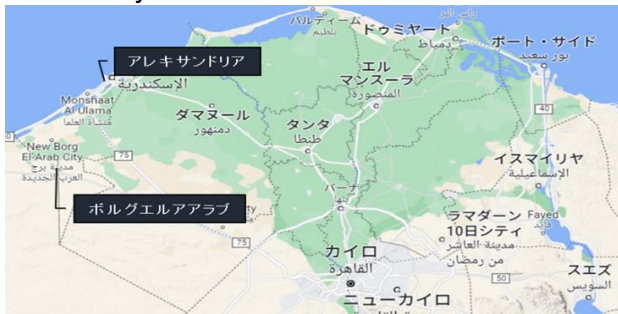 バルティーム
بلطيم
رأس البر
ドゥミヤート
دمياط
ポート・サイド
بور سعيد
アレキサンドリア
الإسكندرية
エル
マンスーラ
المنصورة
Monshaat
Al Ulama
منشأة العلما
ダマヌール
دمنهور
タンタ
طنطا
40
New Borg
El Arab City
مدينة برج
العرب الجديدة
75
イスマイリヤ
الإسماعيلية
ボルグエルアアラブ
75
ラマダーン
10日シティ
مدينة العاشر
من رمضان
Fayed
فايد
カイロ
القاهرة
50
スエズ
السويس
ニューカイロ